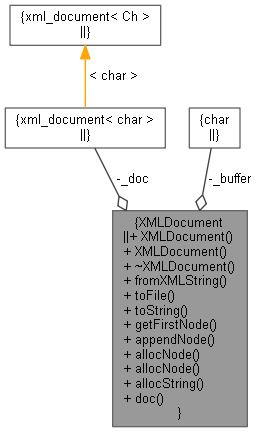 {xml_document< Ch >
||}
< char >
{xml_document< char >
||}
{char
||}
-_doc
-_buffer
{XMLDocument
||+ XMLDocument()
+ XMLDocument()
+ ~XMLDocument()
+ fromXMLString()
+ toFile()
+ toString()
+ getFirstNode()
+ appendNode()
+ allocNode()
+ allocNode()
+ allocString()
+ doc()
}